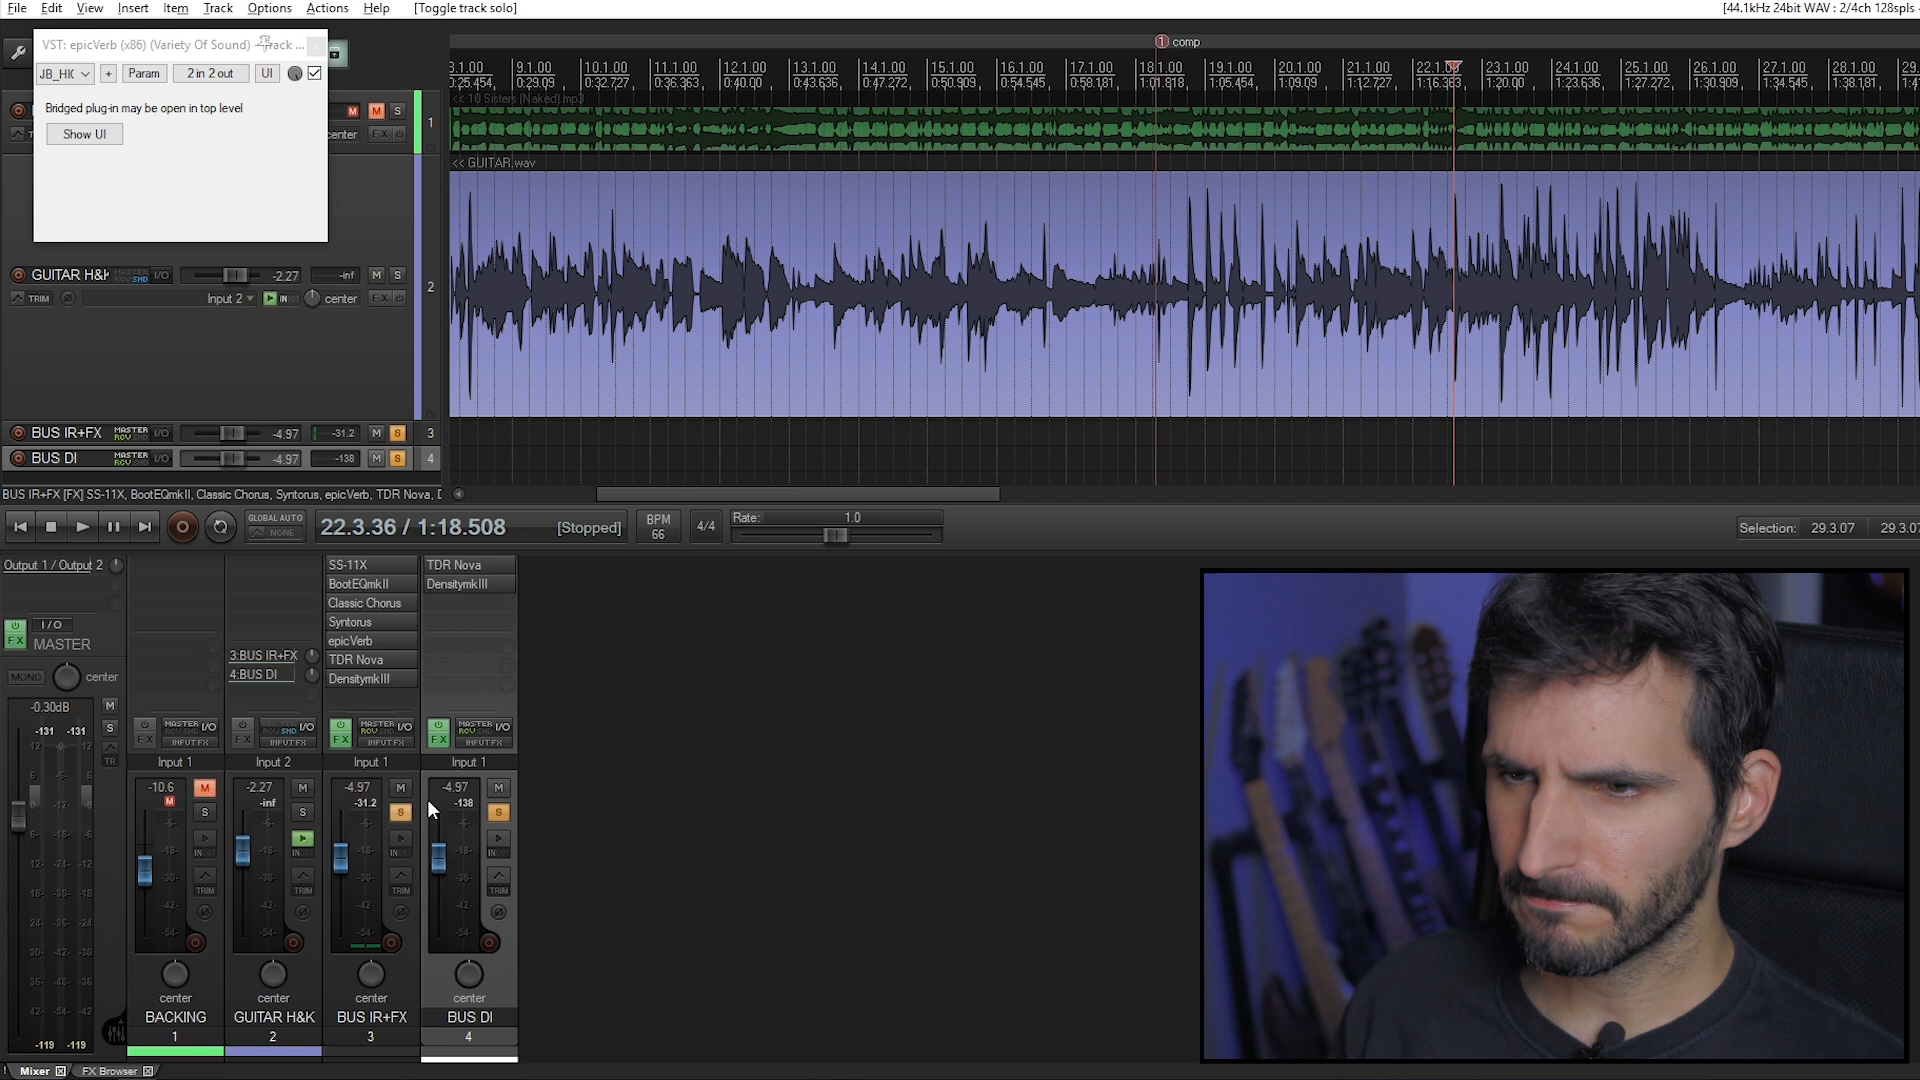 File Edit View Insert Item Track Options Actions Help [Toggle track solo]
[44.1kHz 24bit WAV : 2/4ch 128spls
VST: epicVerb (x86) (Variety Of Sound) - Track ...
+ Param 2 in 2 out UI
Bridged plug-in may be open in top level
Show UI
1 comp
9.1.00 10.1.00 11.1.00 12.1.00 13.1.00 14.1.00 15.1.00 16.1.00 17.1.00 18.1.00 19.1.00 20.1.00 21.1.00 23.1.00 24.1.00 25.1.00 26.1.00 27.1.00 28.1.00
0:25.454 0:29.09 0:32.727 0:36.363 0:40.00 0:43.636 0:47.272 0:50.909 0:54.545 0:58.181 1:01.818 1:05.454 1:09.09 1:12.727 1:16.363 1:20.00 1:23.636 1:27.272 1:30.909 1:34.545 1:38.181
<< 10 Sisters (Naked).mp3
M M S
center FX
1
<< GUITAR.wav
GUITAR H&K MASTER SND I/O -2.27 -inf M S
TRIM Input 2 IN center FX
2
BUS IR+FX MASTER RCV SND I/O -4.97 -31.2 M S 3
BUS DI MASTER RCV SND I/O -4.97 -138 M S 4
BUS IR+FX [FX] SS-11X, BootEQmkII, Classic Chorus, Syntorus, epicVerb, TDR Nova,
GLOBAL AUTO
NONE
22.3.36 / 1:18.508 [Stopped]
BPM
66
4/4
Rate: 1.0
Selection: 29.3.07 29.3.07
Output 1 / Output 2
I/O
FX MASTER
MONO center
-0.30dB M
-131 -131 S
TR
-119 -119
3:BUS IR+FX
4:BUS DI
SS-11X
BootEQmkII
Classic Chorus
Syntorus
epicVerb
TDR Nova
DensitymkIII
TDR Nova
DensitymkIII
FX MASTER RCV SND I/O INPUT FX
FX MASTER RCV SND I/O INPUT FX
FX MASTER RCV SND I/O INPUT FX
FX MASTER RCV SND I/O INPUT FX
Input 1 Input 2 Input 1 Input 1
-10.6 M -2.27 M -4.97 M -4.97 M
M S -inf S -31.2 S -138 S
IN IN IN IN
TRIM TRIM TRIM TRIM
center center center center
BACKING GUITAR H&K BUS IR+FX BUS DI
1 2 3 4
! Mixer FX Browser